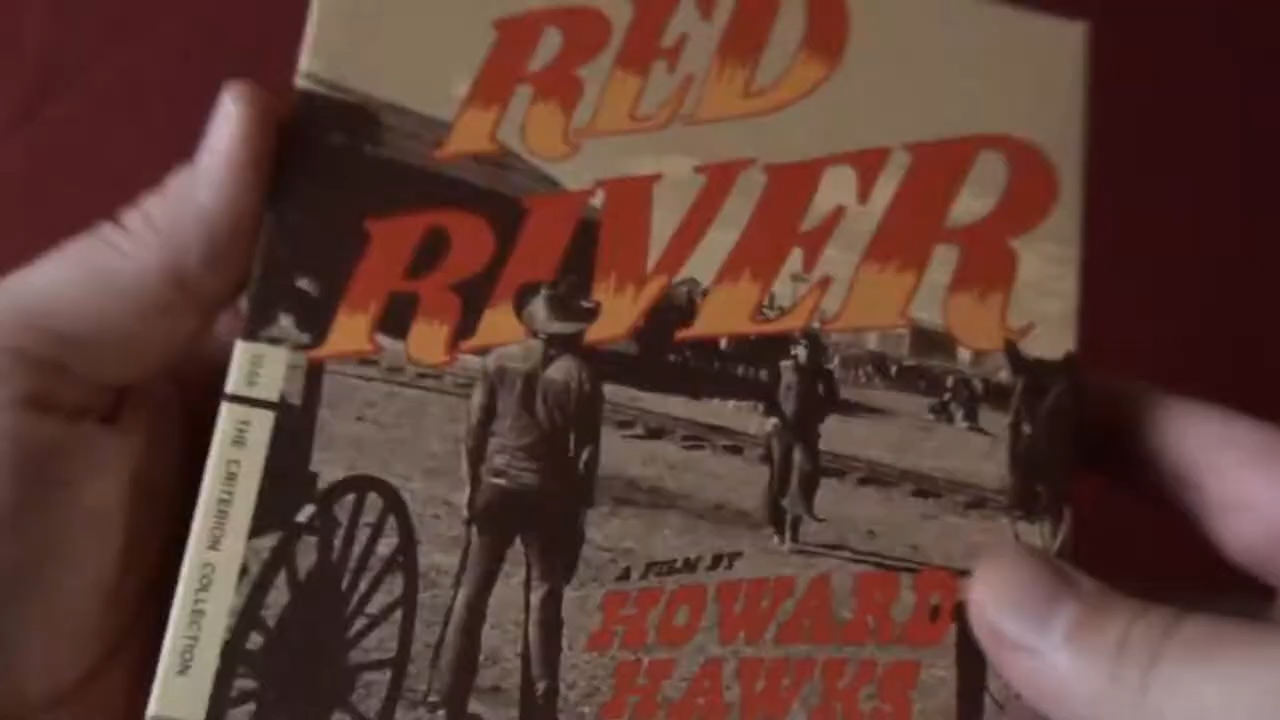 RED
RIVER
THE CRITERION COLLECTION
A FILM BY
HOWARD
HAWKS